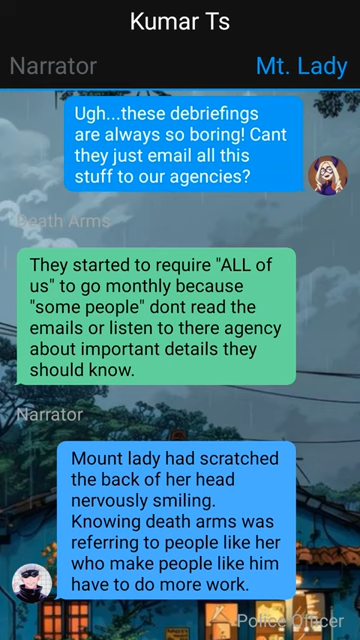 Kumar Ts
Narrator
Mt. Lady
Ugh...these debriefings
are always so boring! Cant
they just email all this
stuff to our agencies?
Death Arms
They started to require "ALL of
us" to go monthly because
"some people" dont read the
emails or listen to there agency
about important details they
should know.
Narrator
Mount lady had scratched
the back of her head
nervously smiling.
Knowing death arms was
referring to people like her
who make people like him
have to do more work.
Police Officer